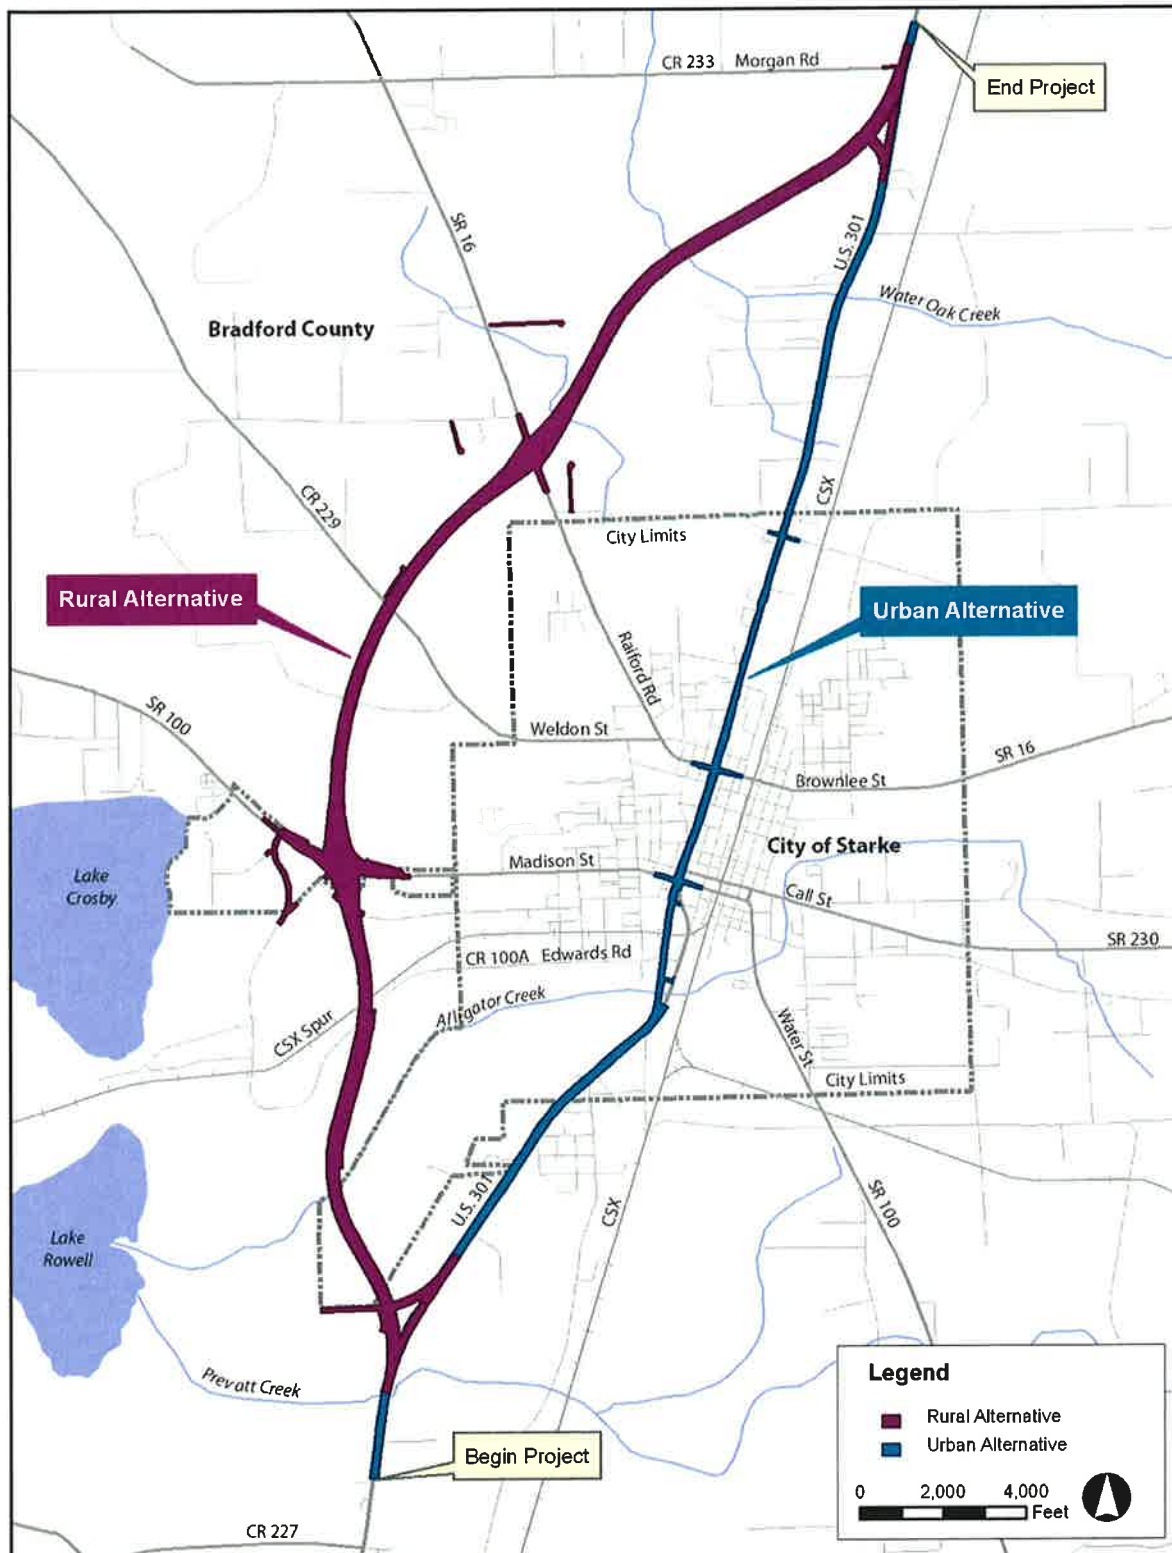 CR 233 Morgan Rd
End Project
SR 16
U.S. 301
Water Oak Creek
Bradford County
CR 229
CSX
City Limits
Rural Alternative
Urban Alternative
Raiford Rd
SR 100
Weldon St
SR 16
Brownlee St
City of Starke
Madison St
Lake
Crosby
Call St
SR 230
CR 100A Edwards Rd
Alligator Creek
CSX Spur
Water St
City Limits
U.S. 301
CSX
SR 100
Lake
Rowell
Prevatt Creek
Begin Project
CR 227
Legend
Rural Alternative
Urban Alternative
0 2,000 4,000
Feet